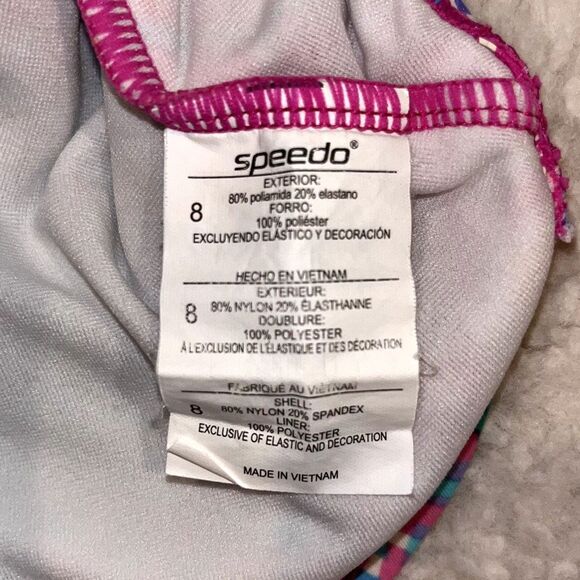 speedo®
EXTERIOR:
80% poliamida 20% elastano
8
FORRO:
100% poliéster
EXCLUYENDO ELÁSTICO Y DECORACIÓN
HECHO EN VIETNAM
EXTERIEUR:
8
80% NYLON 20% ÉLASTHANNE
DOUBLURE:
100% POLYESTER
À L'EXCLUSION DE L'ÉLASTIQUE ET DES DÉCORATION
FABRIQUÉ AU VIÊTNAM
SHELL:
8
80% NYLON 20% SPANDEX
LINER:
100% POLYESTER
EXCLUSIVE OF ELASTIC AND DECORATION
MADE IN VIETNAM